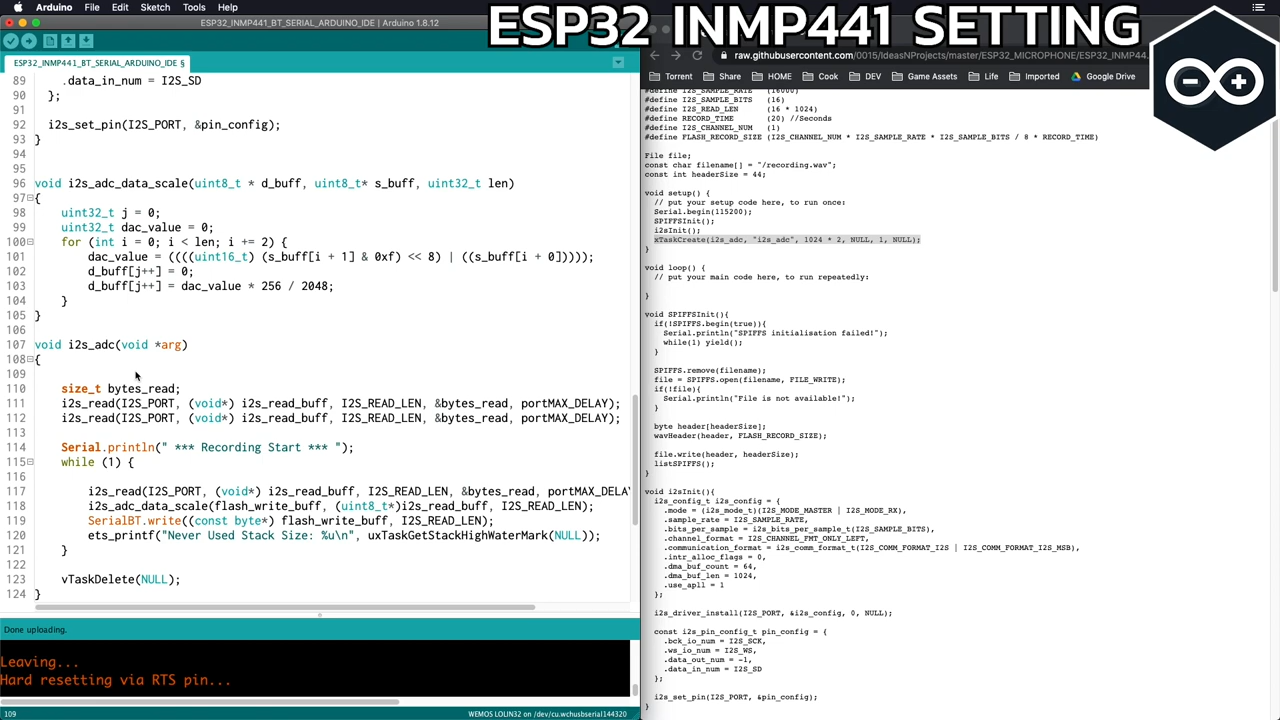 Arduino File Edit Sketch Tools Help
ESP32 INMP441 SETTING
ESP32_INMP441_BT_SERIAL_ARDUINO_IDE | Arduino 1.8.12
ESP32_INMP441_BT_SERIAL_ARDUINO_IDE §
89 .data_in_num = I2S_SD
90 };
91
92 i2s_set_pin(I2S_PORT, &pin_config);
93 }
94
95
96 void i2s_adc_data_scale(uint8_t * d_buff, uint8_t* s_buff, uint32_t len)
97 {
98 uint32_t j = 0;
99 uint32_t dac_value = 0;
100 for (int i = 0; i < len; i += 2) {
101 dac_value = ((((uint16_t) (s_buff[i + 1] & 0xf) << 8) | ((s_buff[i + 0]))));
102 d_buff[j++] = 0;
103 d_buff[j++] = dac_value * 256 / 2048;
104 }
105 }
106
107 void i2s_adc(void *arg)
108 {
109
110 size_t bytes_read;
111 i2s_read(I2S_PORT, (void*) i2s_read_buff, I2S_READ_LEN, &bytes_read, portMAX_DELAY);
112 i2s_read(I2S_PORT, (void*) i2s_read_buff, I2S_READ_LEN, &bytes_read, portMAX_DELAY);
113
114 Serial.println(" *** Recording Start *** ");
115 while (1) {
116
117 i2s_read(I2S_PORT, (void*) i2s_read_buff, I2S_READ_LEN, &bytes_read, portMAX_DELA
118 i2s_adc_data_scale(flash_write_buff, (uint8_t*)i2s_read_buff, I2S_READ_LEN);
119 SerialBT.write((const byte*) flash_write_buff, I2S_READ_LEN);
120 ets_printf("Never Used Stack Size: %u\n", uxTaskGetStackHighWaterMark(NULL));
121 }
122
123 vTaskDelete(NULL);
124 }
Done uploading.
Leaving...
Hard resetting via RTS pin...
109
WEMOS LOLIN32 on /dev/cu.wchusbserial144320
raw.githubusercontent.com/0015/IdeasNProjects/master/ESP32_MICROPHONE/ESP32_INMP44...
Torrent Share HOME Cook DEV Game Assets Life Imported Google Drive
#define I2S_SAMPLE_RATE (16000)
#define I2S_SAMPLE_BITS (16)
#define I2S_READ_LEN (16 * 1024)
#define RECORD_TIME (20) //Seconds
#define I2S_CHANNEL_NUM (1)
#define FLASH_RECORD_SIZE (I2S_CHANNEL_NUM * I2S_SAMPLE_RATE * I2S_SAMPLE_BITS / 8 * RECORD_TIME)
File file;
const char filename[] = "/recording.wav";
const int headerSize = 44;
void setup() {
// put your setup code here, to run once:
Serial.begin(115200);
SPIFFSInit();
i2sInit();
xTaskCreate(i2s_adc, "i2s_adc", 1024 * 2, NULL, 1, NULL);
}
void loop() {
// put your main code here, to run repeatedly:
}
void SPIFFSInit(){
if(!SPIFFS.begin(true)){
Serial.println("SPIFFS initialisation failed!");
while(1) yield();
}
SPIFFS.remove(filename);
file = SPIFFS.open(filename, FILE_WRITE);
if(!file){
Serial.println("File is not available!");
}
byte header[headerSize];
wavHeader(header, FLASH_RECORD_SIZE);
file.write(header, headerSize);
listSPIFFS();
}
void i2sInit(){
i2s_config_t i2s_config = {
.mode = (i2s_mode_t)(I2S_MODE_MASTER | I2S_MODE_RX),
.sample_rate = I2S_SAMPLE_RATE,
.bits_per_sample = i2s_bits_per_sample_t(I2S_SAMPLE_BITS),
.channel_format = I2S_CHANNEL_FMT_ONLY_LEFT,
.communication_format = i2s_comm_format_t(I2S_COMM_FORMAT_I2S | I2S_COMM_FORMAT_I2S_MSB),
.intr_alloc_flags = 0,
.dma_buf_count = 64,
.dma_buf_len = 1024,
.use_apll = 1
};
i2s_driver_install(I2S_PORT, &i2s_config, 0, NULL);
const i2s_pin_config_t pin_config = {
.bck_io_num = I2S_SCK,
.ws_io_num = I2S_WS,
.data_out_num = -1,
.data_in_num = I2S_SD
};
i2s_set_pin(I2S_PORT, &pin_config);
}